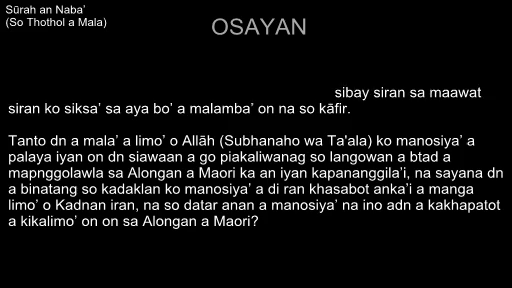 Sūrah an Naba’
(So Thothol a Mala)
OSAYAN
sibay siran sa maawat
siran ko siksa’ sa aya bo’ a malamba’ on na so kāfir.
Tanto dn a mala’ a limo’ o Allāh (Subhanaho wa Ta'ala) ko manosiya’ a
palaya iyan on dn siawaan a go piakaliwanag so langowan a btad a
mapnggolawla sa Alongan a Maori ka an iyan kapananggila’i, na sayana dn
a binatang so kadaklan ko manosiya’ a di ran khasabot anka’i a manga
limo’ o Kadnan iran, na so datar anan a manosiya’ na ino adn a kakhapatot
a kikalimo’ on on sa Alongan a Maori?